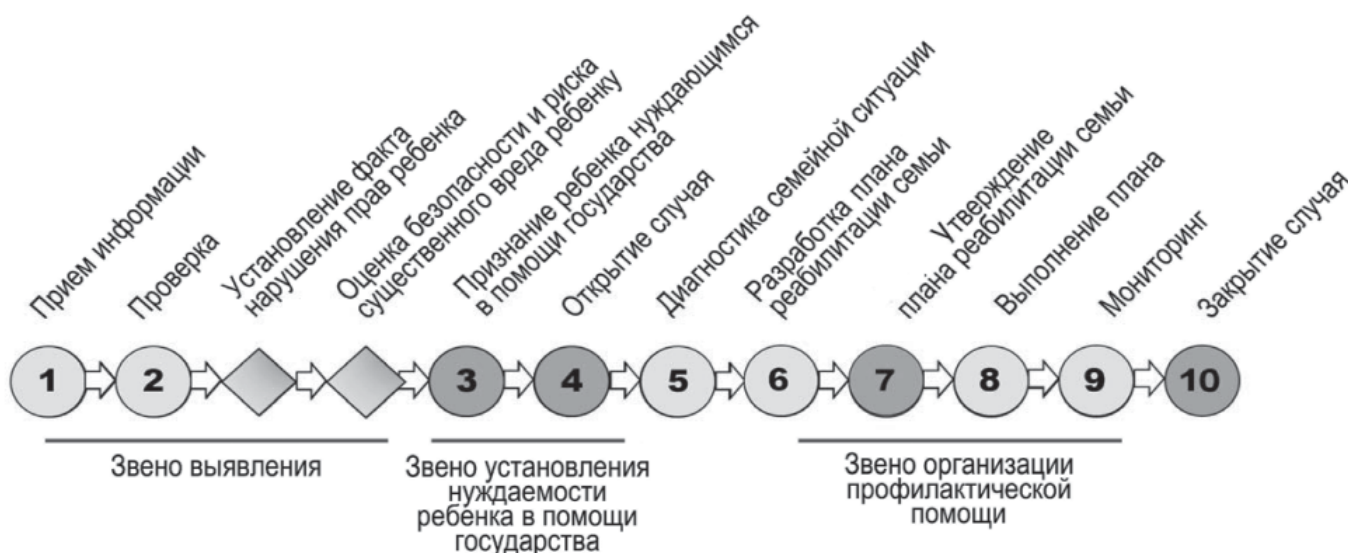 Прием информации
Проверка
Установление факта
нарушения прав ребенка
Оценка безопасности и риска
существенного вреда ребенку
Признание ребенка нуждающимся
в помощи государства
Открытие случая
Диагностика семейной ситуации
Разработка плана
реабилитации семьи
Утверждение
плана реабилитации семьи
Выполнение плана
Мониторинг
Закрытие случая
1
2
3
4
5
6
7
8
9
10
Звено выявления
Звено установления
нуждаемости
ребенка в помощи
государства
Звено организации
профилактической
помощи